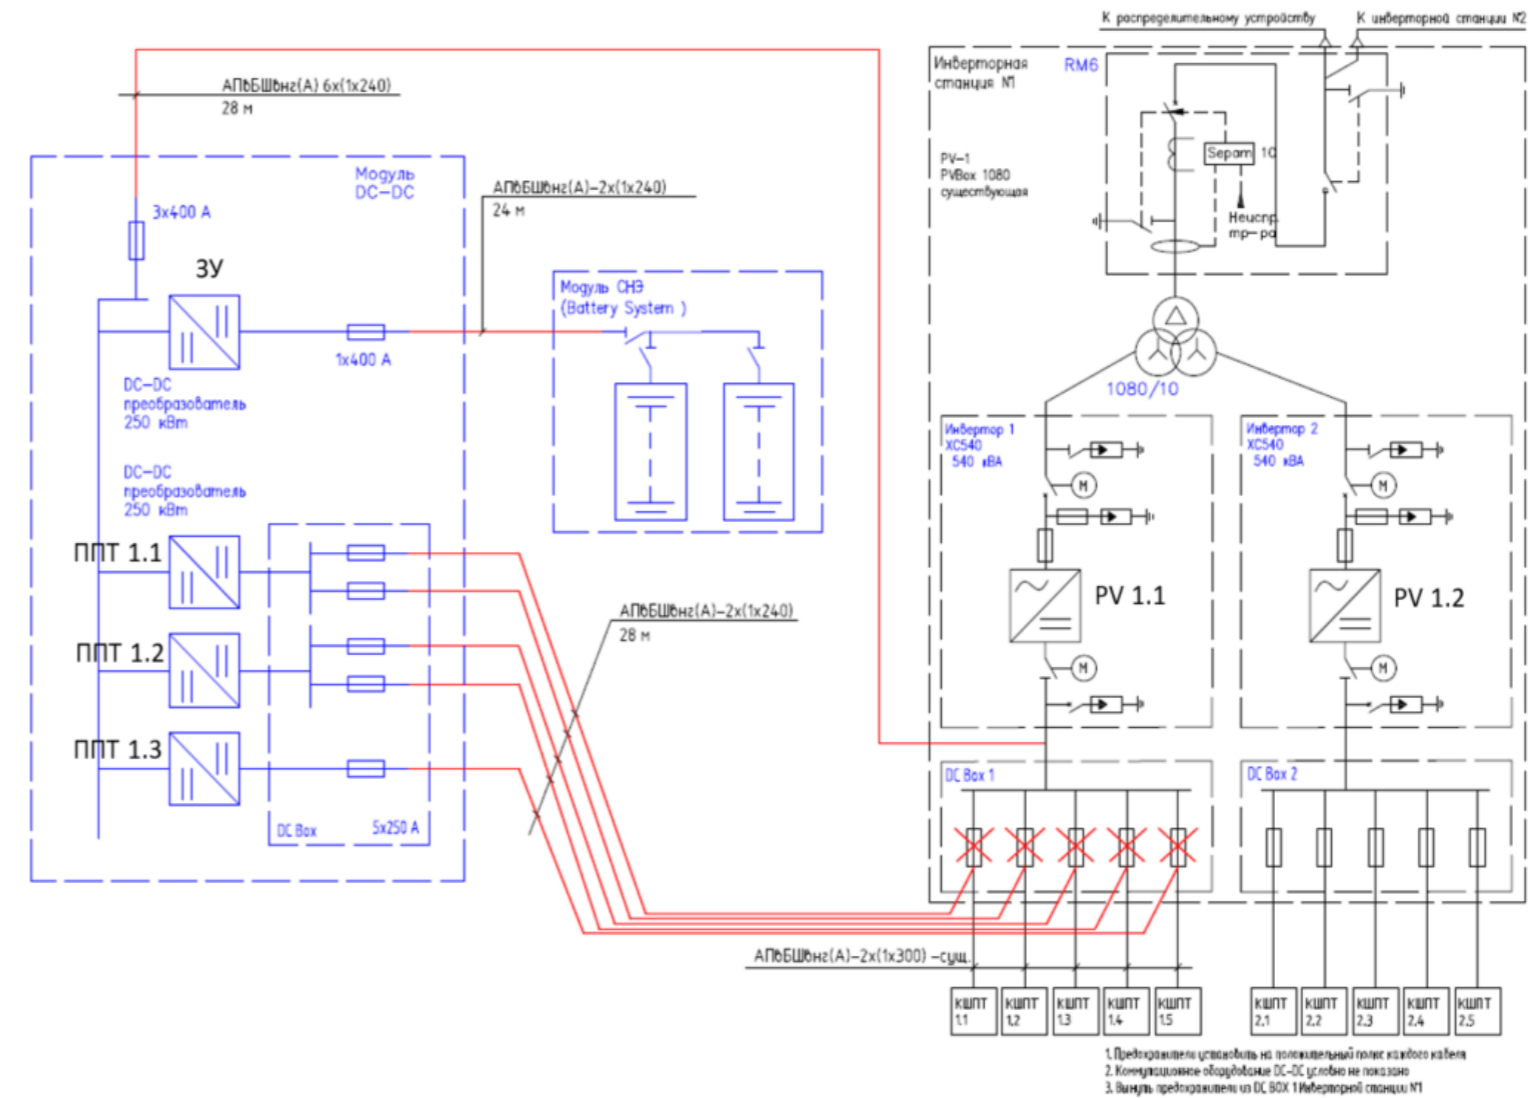 К распределительному устройству
К инверторной станции №2
Инверторная
станция №1
RM6
PV-1
PVBox 1080
существующая
Sepam 10
Неиспр.
тр-ра
1080/10
АПвБШвнг(А) 6х(1х240)
28 м
Модуль
DC-DC
3х400 А
ЗУ
1х400 А
DC-DC
преобразователь
250 кВт
DC-DC
преобразователь
250 кВт
АПвБШвнг(А)-2х(1х240)
24 м
Модуль СНЭ
(Battery System )
ППТ 1.1
ППТ 1.2
ППТ 1.3
DC Box
5х250 А
АПвБШвнг(А)-2х(1х240)
28 м
Инвертор 1
XC540
540 кВА
M
PV 1.1
M
Инвертор 2
XC540
540 кВА
M
PV 1.2
M
DC Box 1
DC Box 2
АПвБШвнг(А)-2х(1х300) -сущ.
КШПТ
1.1
КШПТ
1.2
КШПТ
1.3
КШПТ
1.4
КШПТ
1.5
КШПТ
2.1
КШПТ
2.2
КШПТ
2.3
КШПТ
2.4
КШПТ
2.5
1. Предохранители установить на положительный полюс каждого кабеля
2. Коммутационное оборудование DC-DC условно не показано
3. Вынуть предохранители из DC BOX 1 Инверторной станции №1